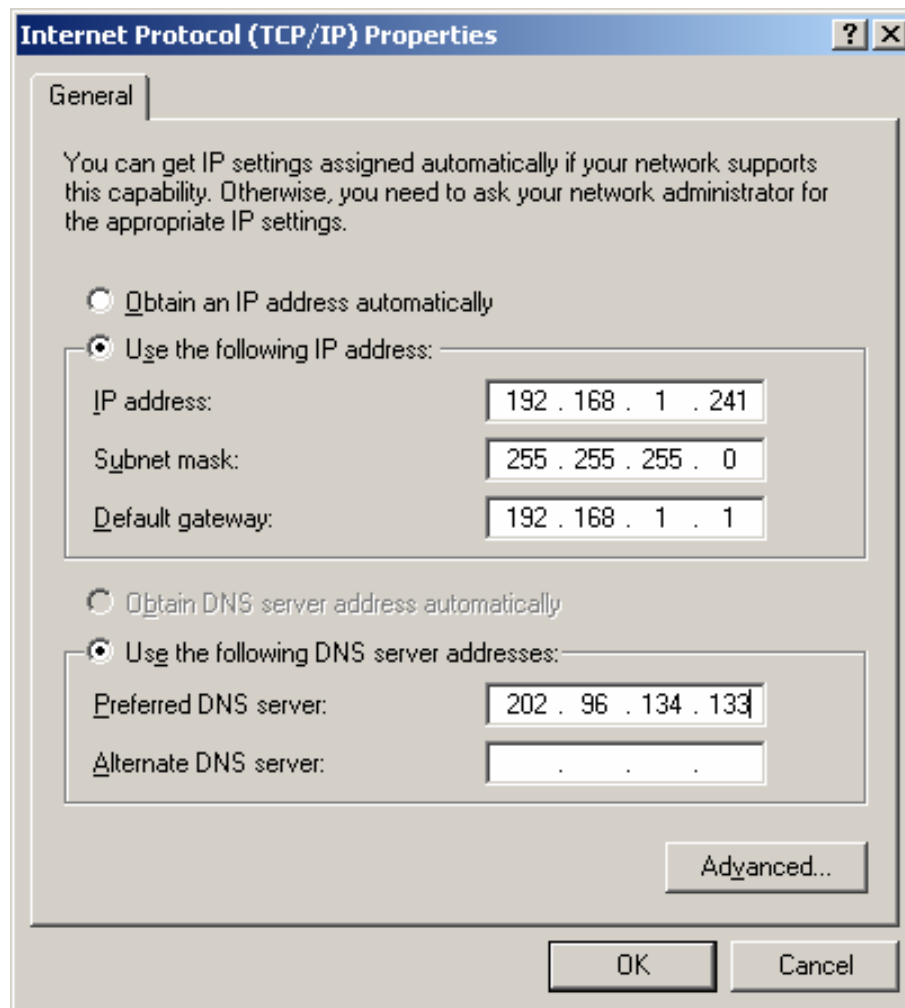 Internet Protocol (TCP/IP) Properties
General
You can get IP settings assigned automatically if your network supports
this capability. Otherwise, you need to ask your network administrator for
the appropriate IP settings.
Obtain an IP address automatically
Use the following IP address:
IP address: 192 . 168 . 1 . 241
Subnet mask: 255 . 255 . 255 . 0
Default gateway: 192 . 168 . 1 . 1
Obtain DNS server address automatically
Use the following DNS server addresses:
Preferred DNS server: 202 . 96 . 134 . 133
Alternate DNS server: . . .
Advanced...
OK Cancel